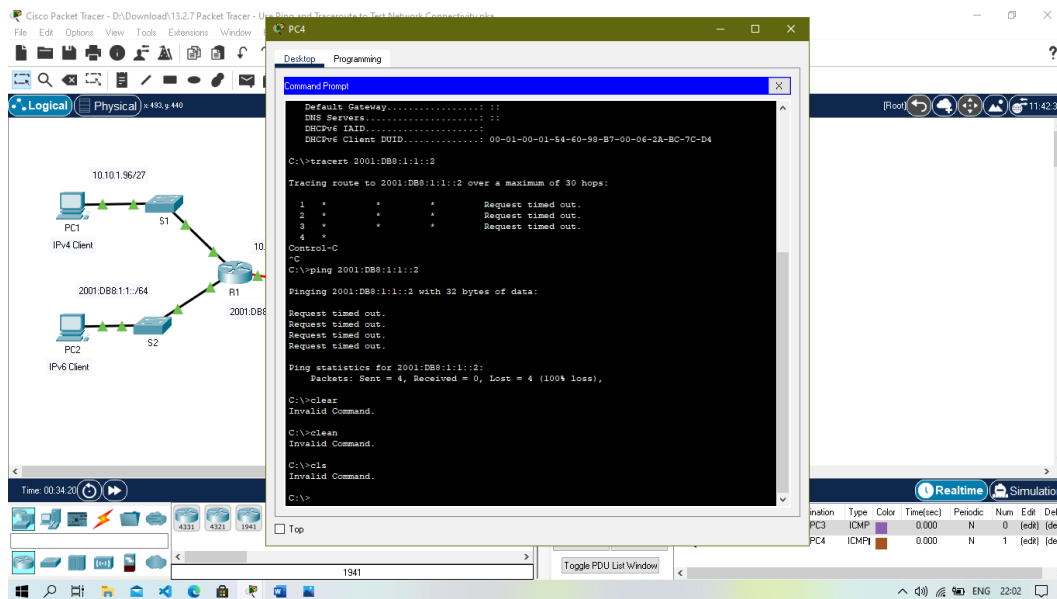 Cisco Packet Tracer - D:\Download\13.2.7 Packet Tracer - Use Ping and Traceroute to Test Network Connectivity.pka
File Edit Options View Tools Extensions Window
PC4
Desktop Programming
Command Prompt
X
Logical Physical x: 493, y: 440
[Root] 11:42:3
Default Gateway.................: ::
DNS Servers.....................: ::
DHCPv6 IAID.....................:
DHCPv6 Client DUID..............: 00-01-00-01-54-60-98-B7-00-06-2A-BC-7C-D4
C:\>tracert 2001:DB8:1:1::2
Tracing route to 2001:DB8:1:1::2 over a maximum of 30 hops:
1 * * * Request timed out.
2 * * * Request timed out.
3 * * * Request timed out.
4 *
Control-C
^C
C:\>ping 2001:DB8:1:1::2
Pinging 2001:DB8:1:1::2 with 32 bytes of data:
Request timed out.
Request timed out.
Request timed out.
Request timed out.
Ping statistics for 2001:DB8:1:1::2:
Packets: Sent = 4, Received = 0, Lost = 4 (100% loss),
C:\>clear
Invalid Command.
C:\>clean
Invalid Command.
C:\>cls
Invalid Command.
C:\>
Top
10.10.1.96/27
PC1
S1
IPv4 Client
10.
R1
2001:DB8:1:1::/64
2001:DB8
PC2
S2
IPv6 Client
Time: 00:34:20
Realtime Simulatio
4331 4321 1941
1941
ination Type Color Time(sec) Periodic Num Edit Del
PC3 ICMP 0.000 N 0 (edit) (de
PC4 ICMP 0.000 N 1 (edit) (de
Toggle PDU List Window
ENG 22:02